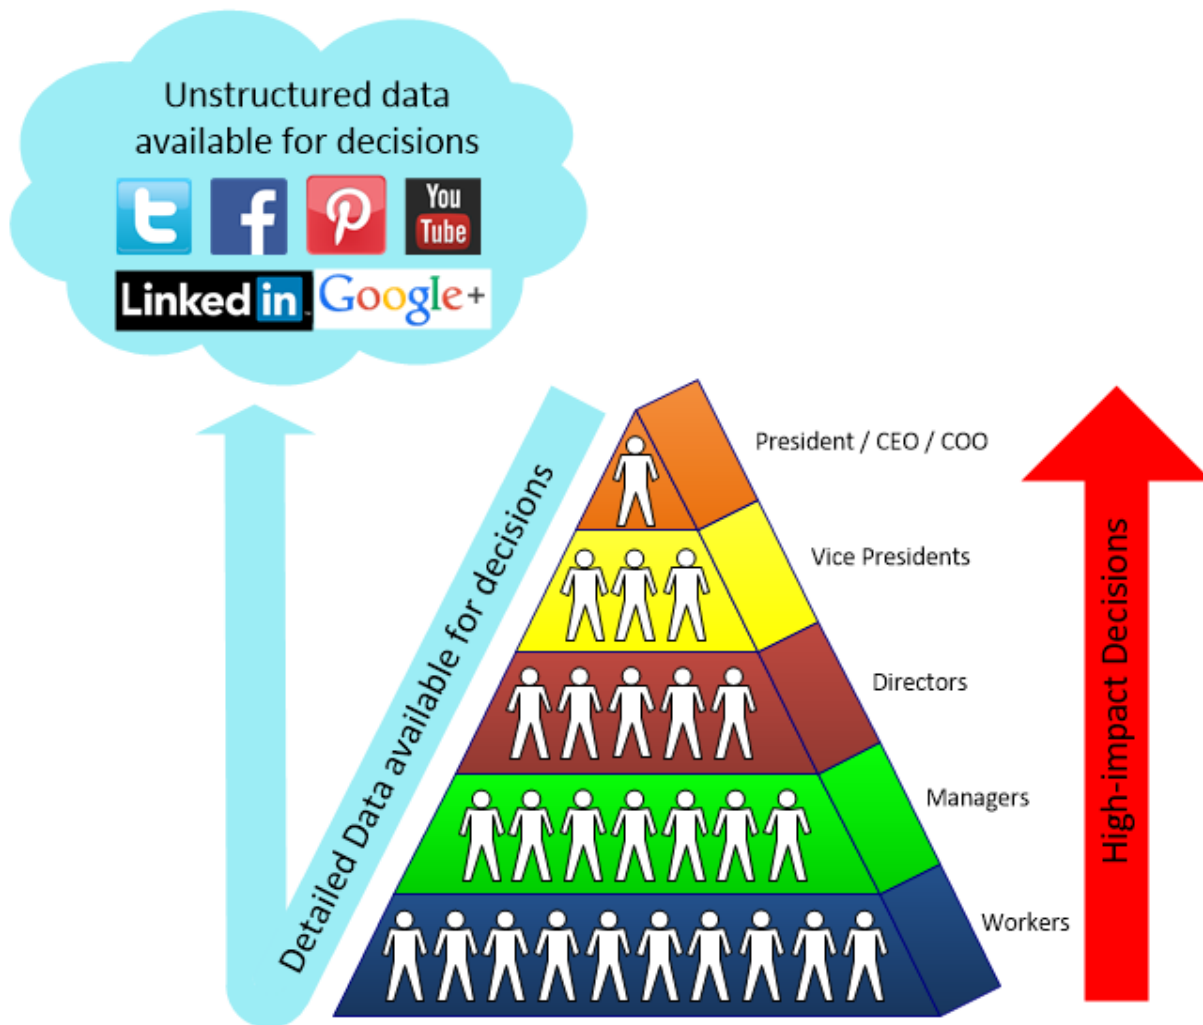 Unstructured data
available for decisions
t f P You
Tube
Linked in Google+
Detailed Data available for decisions
President / CEO / COO
Vice Presidents
Directors
Managers
Workers
High-impact Decisions